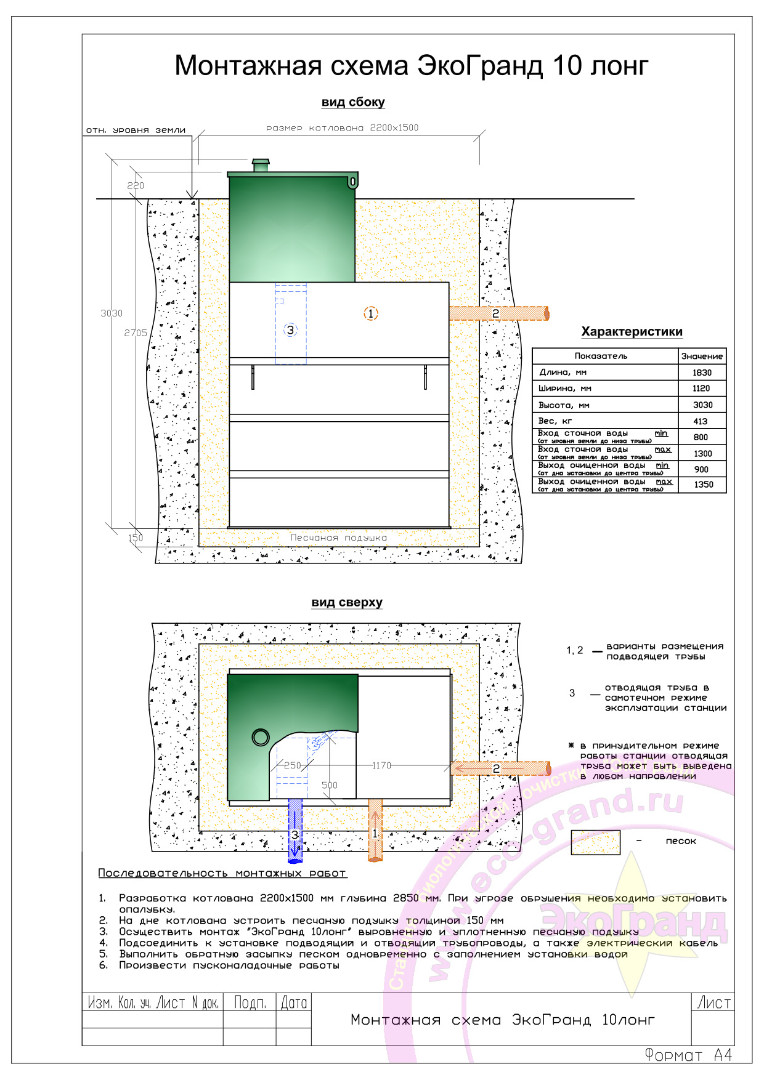 Монтажная схема ЭкоГранд 10 лонг
вид сбоку
размер котлована 2200х1500
отн. уровня земли
220
3030
2705
1
2
3
150
Песчаная подушка
Характеристики
Показатель Значение
Длина, мм 1830
Ширина, мм 1120
Высота, мм 3030
Вес, кг 413
Вход сточной воды min 800
(от уровня земли до низа трубы)
Вход сточной воды max 1300
(от уровня земли до низа трубы)
Выход очищенной воды min 900
(от дна установки до центра трубы)
Выход очищенной воды max 1350
(от дна установки до центра трубы)
вид сверху
1, 2 — варианты размещения
подводящей трубы
3 — отводящая труба в
самотечном режиме
эксплуатации станции
* в принудительном режиме
работы станции отводящая
труба может быть выведена
в любом направлении
250
1170
500
2
3
1
– песок
www.eco-grand.ru
ЭкоГранд
Последовательность монтажных работ
1. Разработка котлована 2200х1500 мм глубина 2850 мм. При угрозе обрушения необходимо установить
опалубку.
2. На дне котлована устроить песчаную подушку толщиной 150 мм
3. Осуществить монтаж "ЭкоГранд 10лонг" выровненную и уплотненную песчаную подушку
4. Подсоединить к установке подводящий и отводящий трубопроводы, а также электрический кабель
5. Выполнить обратную засыпку песком одновременно с заполнением установки водой
6. Произвести пусконаладочные работы
Изм. Кол. уч. Лист N док. Подп. Дата
Монтажная схема ЭкоГранд 10лонг
Лист
Формат А4